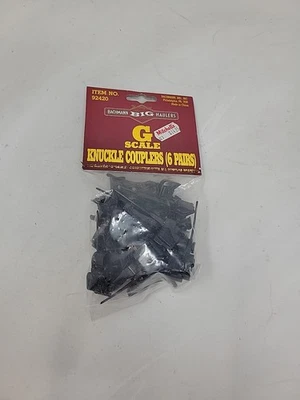 ITEM NO.
92420
BACHMANN BIG HAULERS
G
SCALE
KNUCKLE COUPLERS (6 PAIRS)